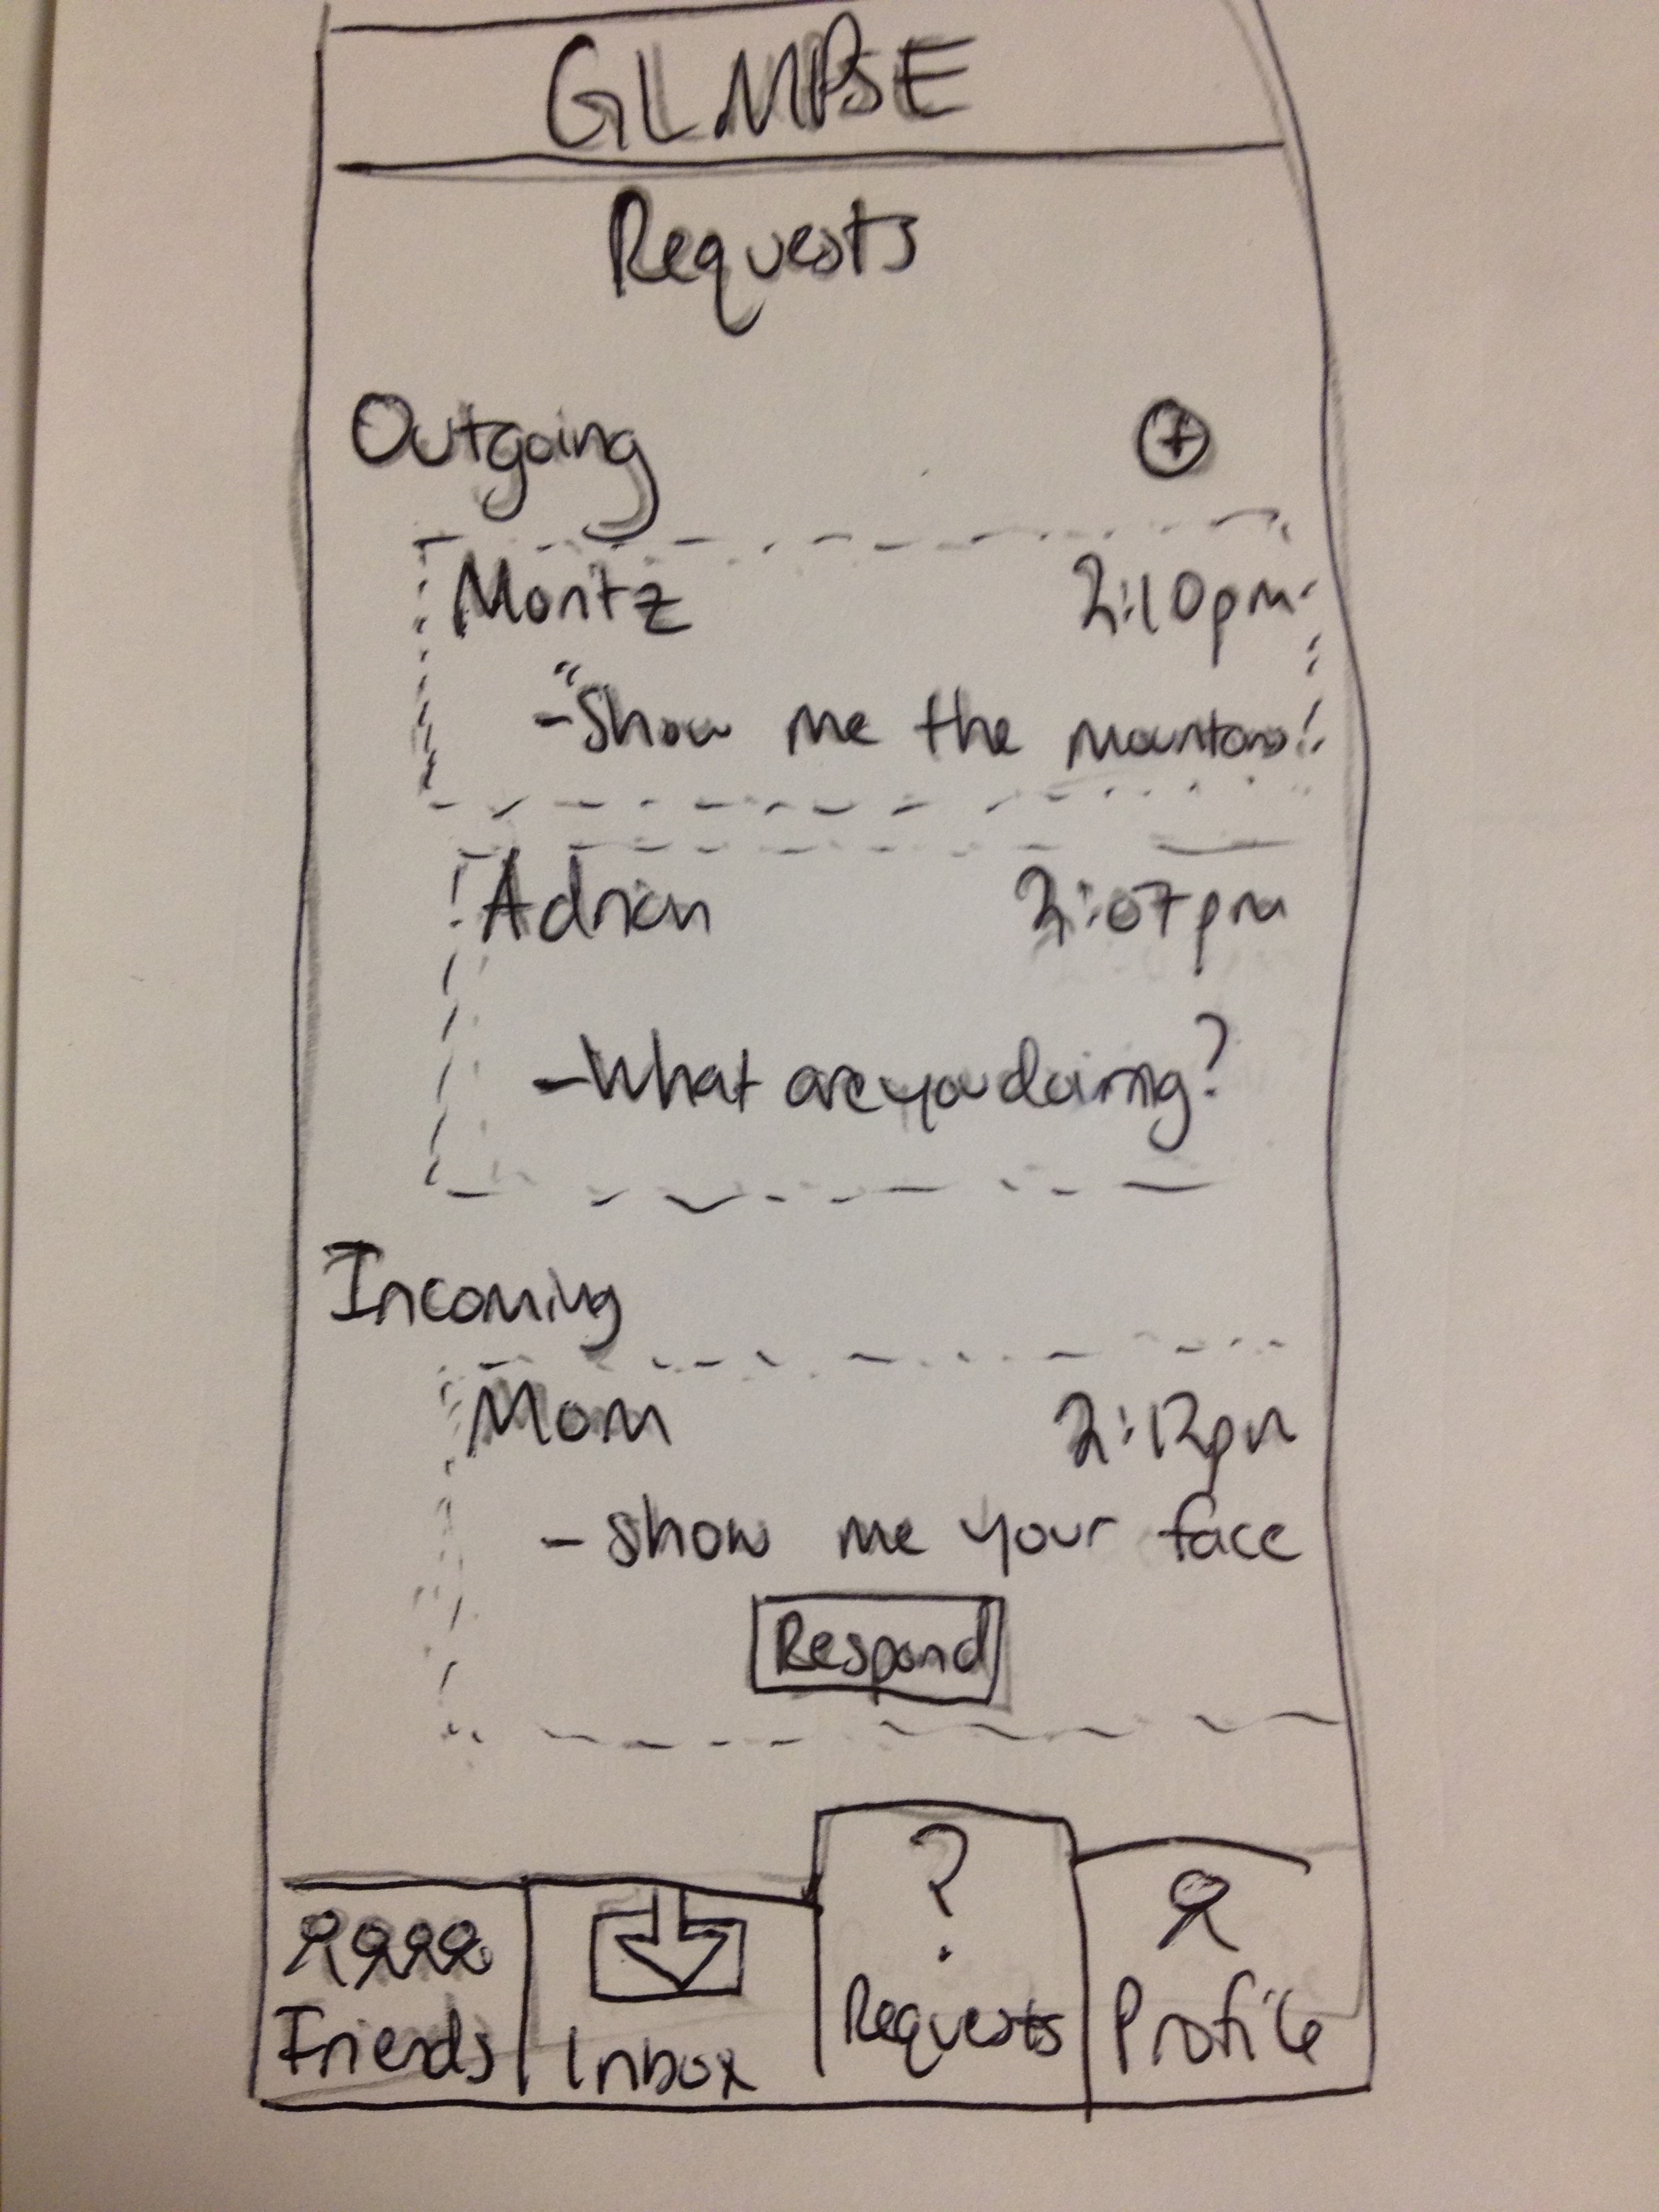 GLMPSE
Requests
Outgoing +
Moritz 2:10pm
-"Show me the mountains!
Adrian 2:07pm
-What are you doing?
Incoming
Mom 2:12pm
- show me your face
Respond
?
Friends Inbox Requests Profile